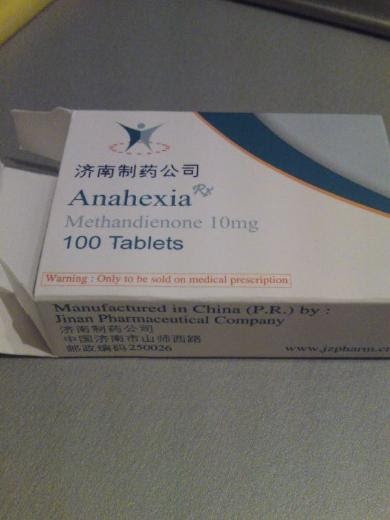 济南制药公司
Anahexia Rx
Methandienone 10mg
100 Tablets
Warning : Only to be sold on medical prescription
Manufactured in China (P.R.) by :
Jinan Pharmaceutical Company
济南制药公司
中国济南市山师西路
邮政编码250026
www.jzpharm.cn